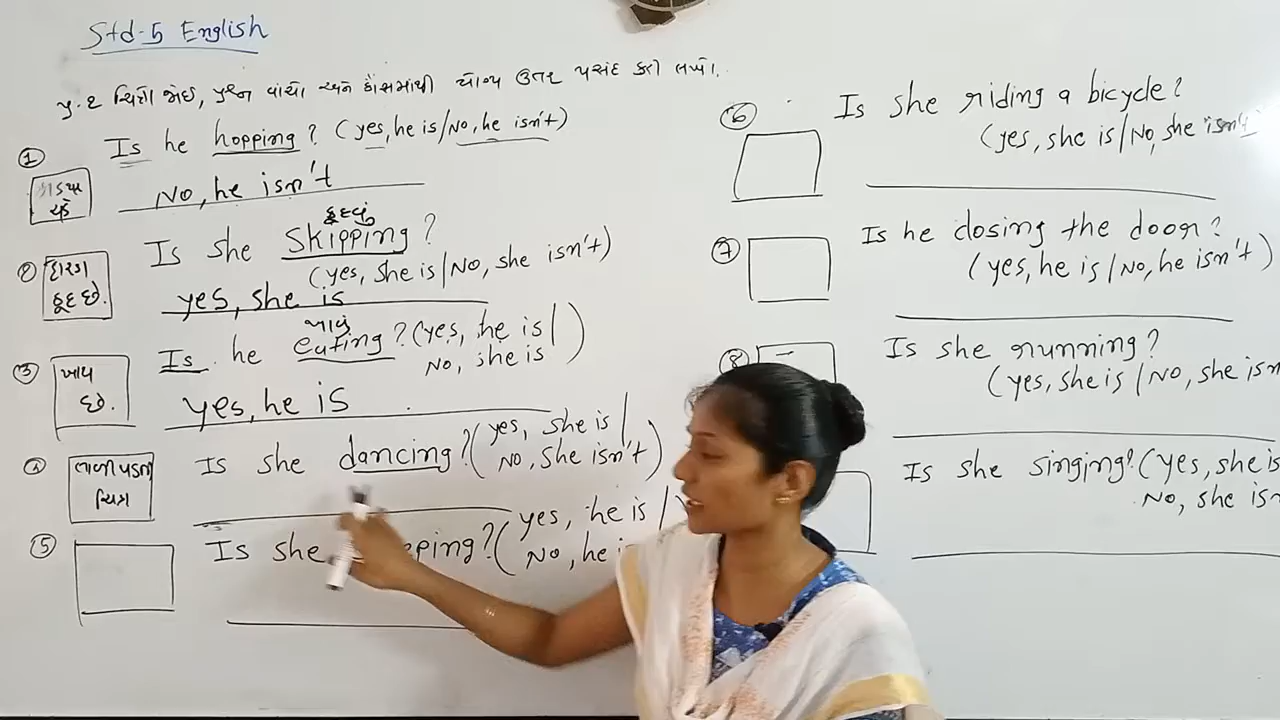 Std-5 English
પ્ર.૨ ચિત્રો જોઈ, પ્રશ્ન વાંચો અને કૌંસમાંથી યોગ્ય ઉત્તર પસંદ કરી લખો.
① Is he hopping? (yes, he is/No, he isn't)
ઝાડ પર
ચડે
No, he isn't
કૂદવું
② Is she skipping?
(yes, she is/No, she isn't)
દોરડા
કૂદે છે.
yes, she is
ખાવું
③ Is he eating? (yes, he is/
No, she is )
ખાય
છે.
yes, he is
Is she dancing? (yes, she is/
No, she isn't)
તાળી પાડતું
ચિત્ર
⑤ Is she pping? (yes, he is/
No, he is
⑥ Is she riding a bicycle?
(yes, she is/No, she isn't
⑦ Is he closing the door?
(yes, he is/No, he isn't)
⑧ Is she running?
(yes, she is/No, she isn
Is she singing? (yes, she is
No, she isn